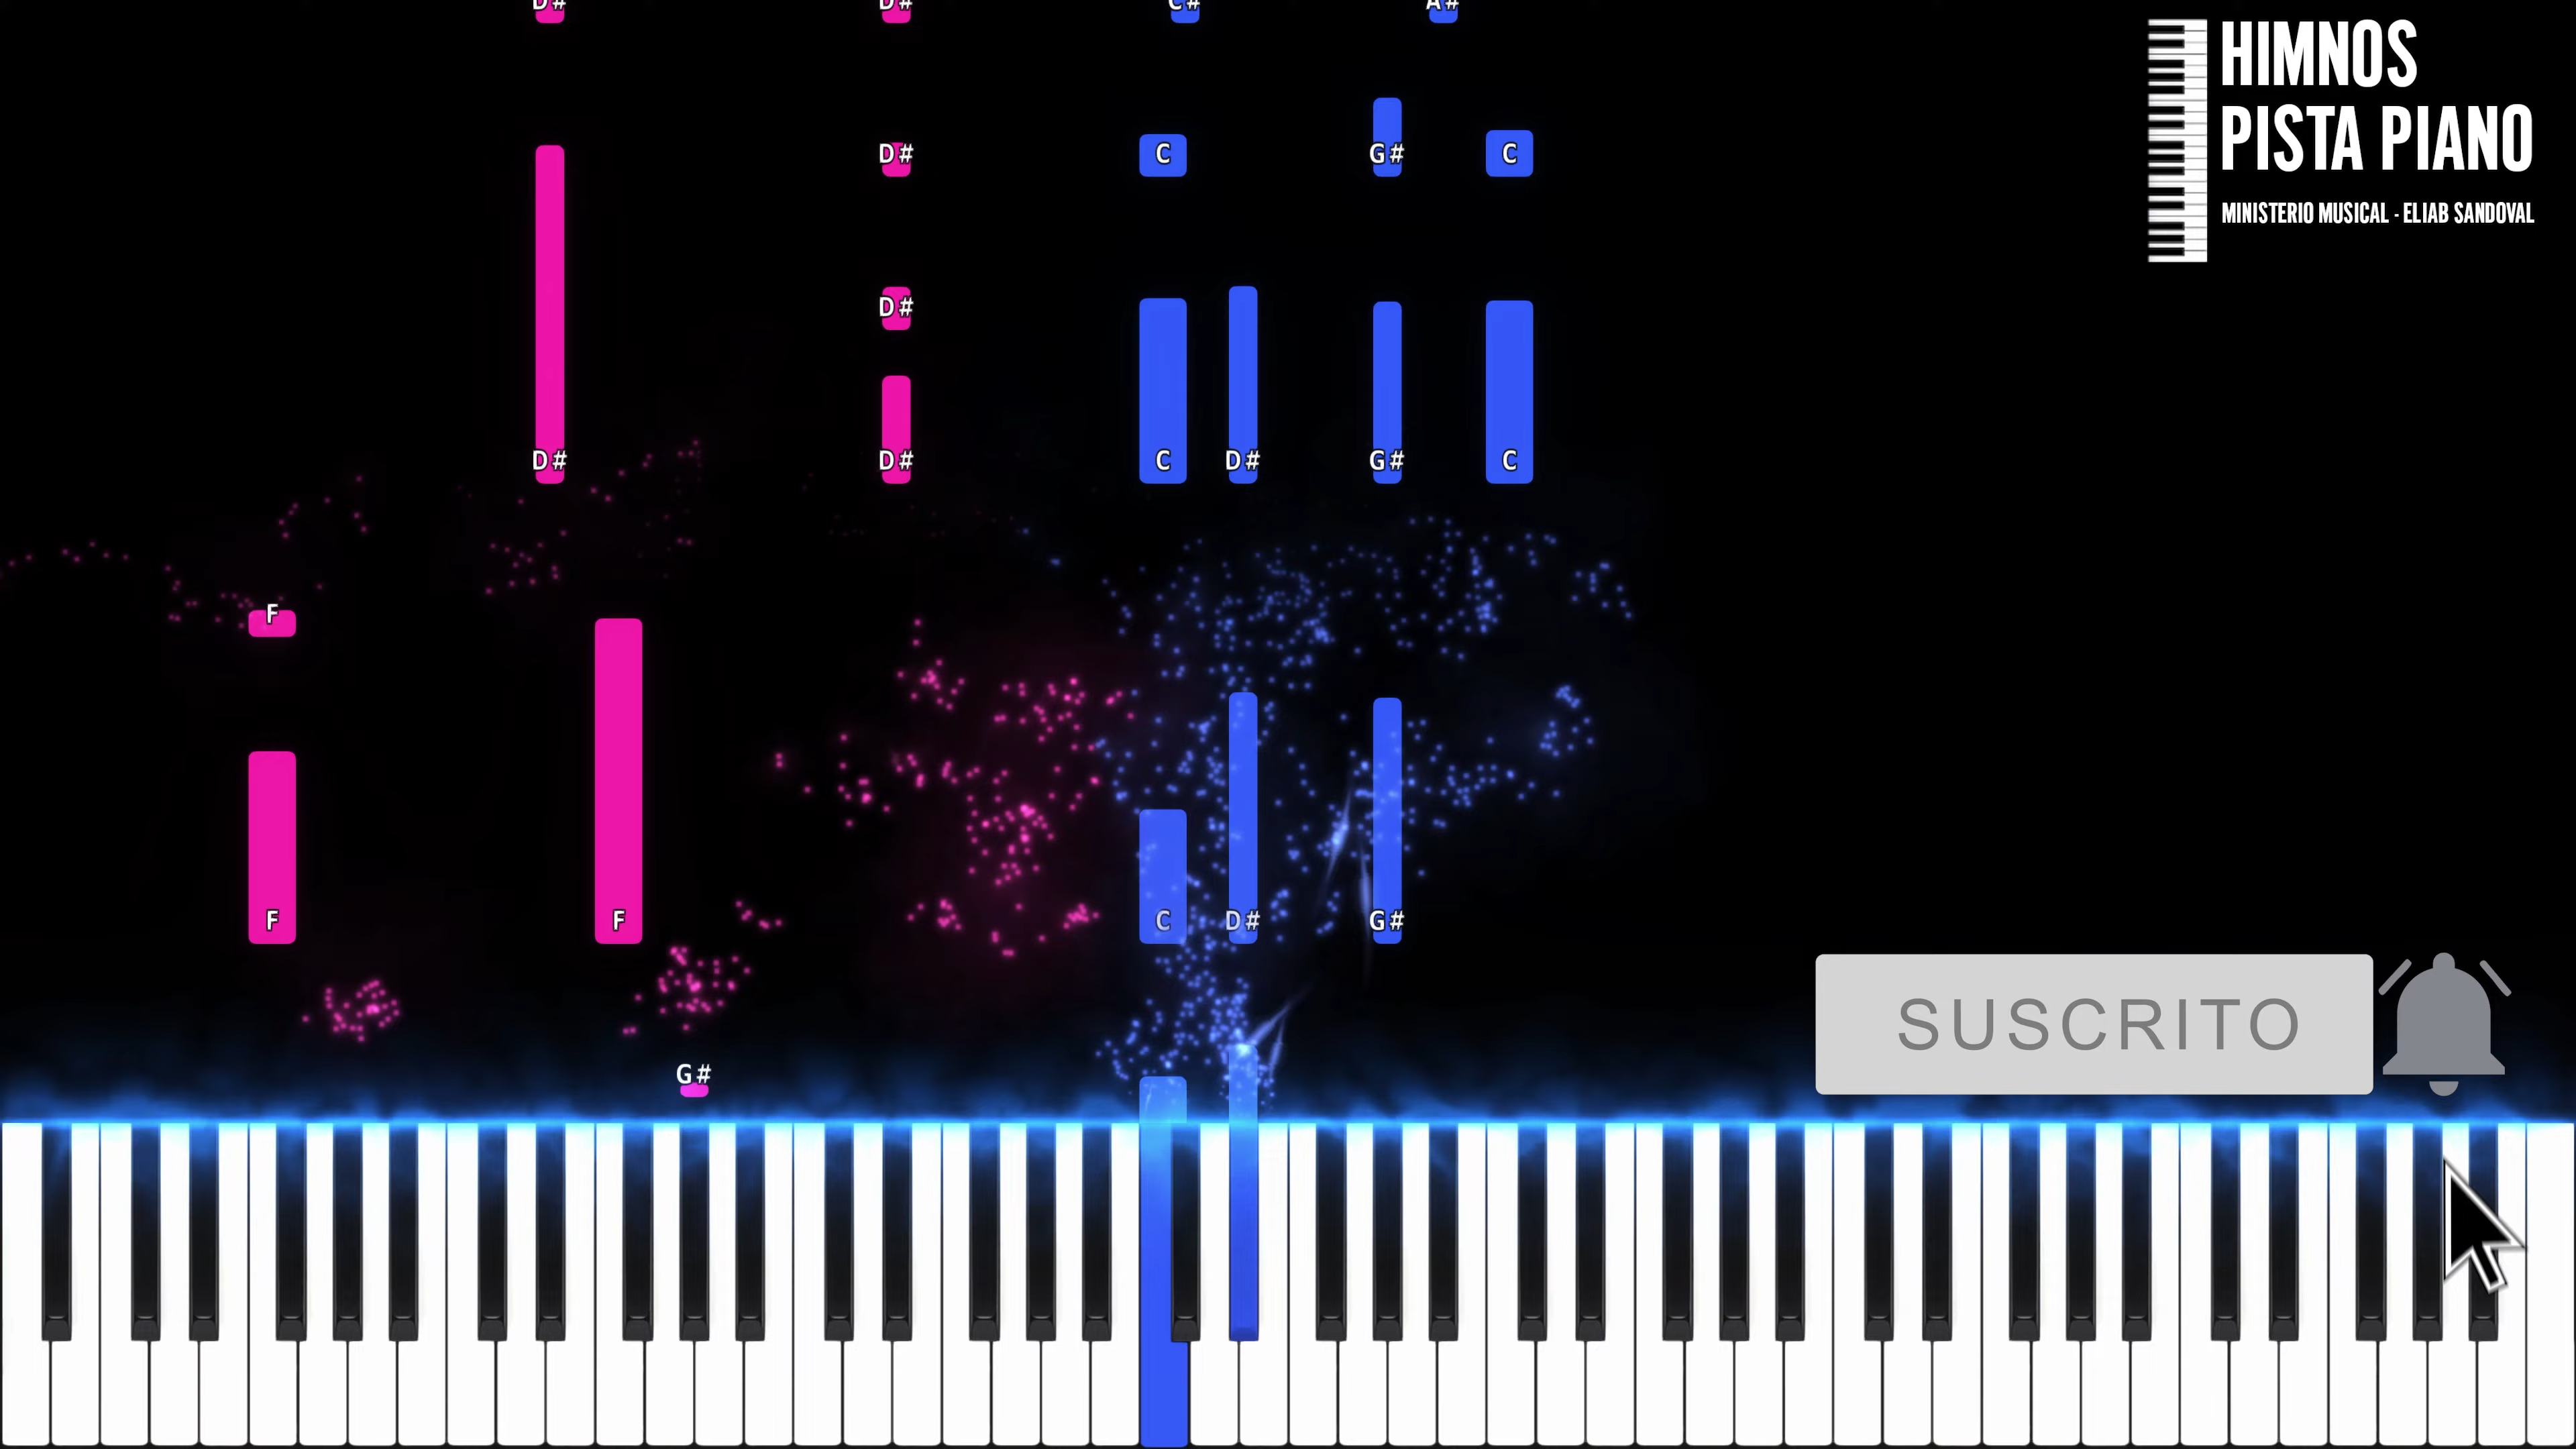 D# D# C# A#
HIMNOS
PISTA PIANO
MINISTERIO MUSICAL - ELIAB SANDOVAL
D# C G# C
D#
D# D# C D# G# C
F
F F C D# G#
SUSCRITO
G#